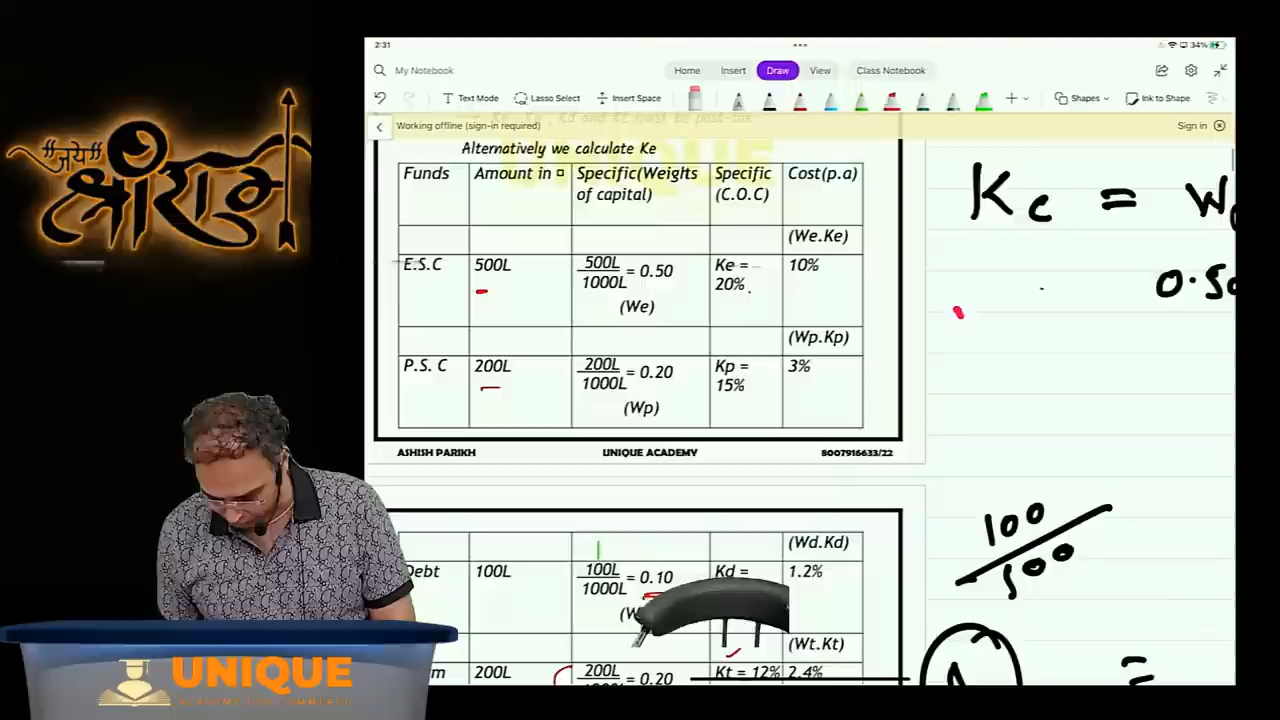 "जय"
श्रीराम
2:31
34%
My Notebook
Home Insert Draw View Class Notebook
Text Mode Lasso Select Insert Space Shapes Ink to Shape
Working offline (sign-in required) Sign in
Alternatively we calculate Ke
Funds Amount in ¤ Specific(Weights of capital) Specific (C.O.C) Cost(p.a)
(We.Ke)
E.S.C 500L 500L/1000L = 0.50 (We) Ke = 20% 10%
(Wp.Kp)
P.S. C 200L 200L/1000L = 0.20 (Wp) Kp = 15% 3%
ASHISH PARIKH UNIQUE ACADEMY 8007916633/22
(Wd.Kd)
Debt 100L 100L/1000L = 0.10 Kd = 1.2%
(Wt.Kt)
200L 200L = 0.20 Kt = 12% 2.4%
Kc = W
0.50
100/500
=
UNIQUE